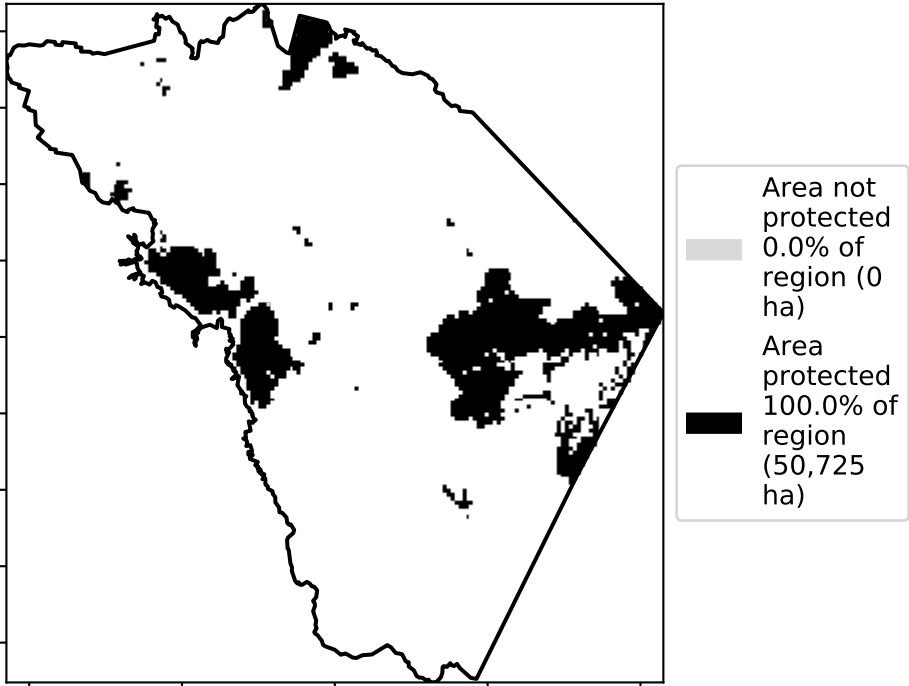 Area not
protected
0.0% of
region (0
ha)
Area
protected
100.0% of
region
(50,725
ha)